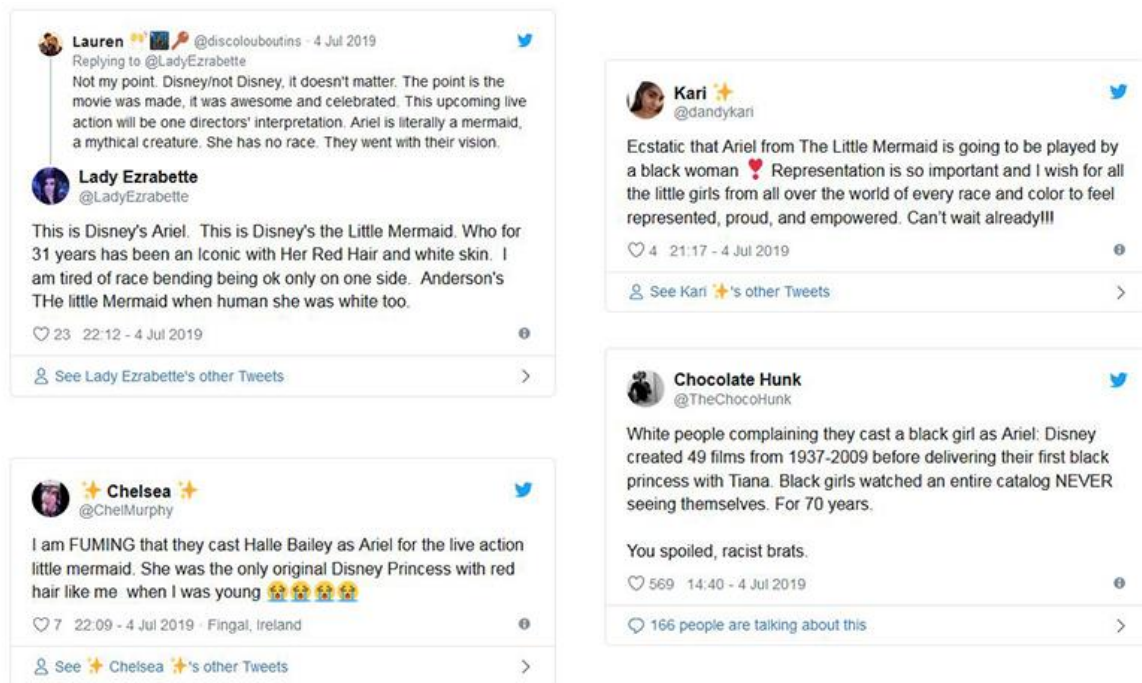 Lauren @discolouboutins · 4 Jul 2019
Replying to @LadyEzrabette
Not my point. Disney/not Disney, it doesn't matter. The point is the
movie was made, it was awesome and celebrated. This upcoming live
action will be one directors' interpretation. Ariel is literally a mermaid,
a mythical creature. She has no race. They went with their vision.
Lady Ezrabette
@LadyEzrabette
This is Disney's Ariel. This is Disney's the Little Mermaid. Who for
31 years has been an Iconic with Her Red Hair and white skin. I
am tired of race bending being ok only on one side. Anderson's
THe little Mermaid when human she was white too.
23 22:12 - 4 Jul 2019
See Lady Ezrabette's other Tweets
✨ Chelsea ✨
@ChelMurphy
I am FUMING that they cast Halle Bailey as Ariel for the live action
little mermaid. She was the only original Disney Princess with red
hair like me when I was young 😭😭😭😭
7 22:09 - 4 Jul 2019 · Fingal, Ireland
See ✨ Chelsea ✨'s other Tweets
Kari ✨
@dandykari
Ecstatic that Ariel from The Little Mermaid is going to be played by
a black woman ❣️ Representation is so important and I wish for all
the little girls from all over the world of every race and color to feel
represented, proud, and empowered. Can't wait already!!!
4 21:17 - 4 Jul 2019
See Kari ✨'s other Tweets
Chocolate Hunk
@TheChocoHunk
White people complaining they cast a black girl as Ariel: Disney
created 49 films from 1937-2009 before delivering their first black
princess with Tiana. Black girls watched an entire catalog NEVER
seeing themselves. For 70 years.
You spoiled, racist brats.
569 14:40 - 4 Jul 2019
166 people are talking about this